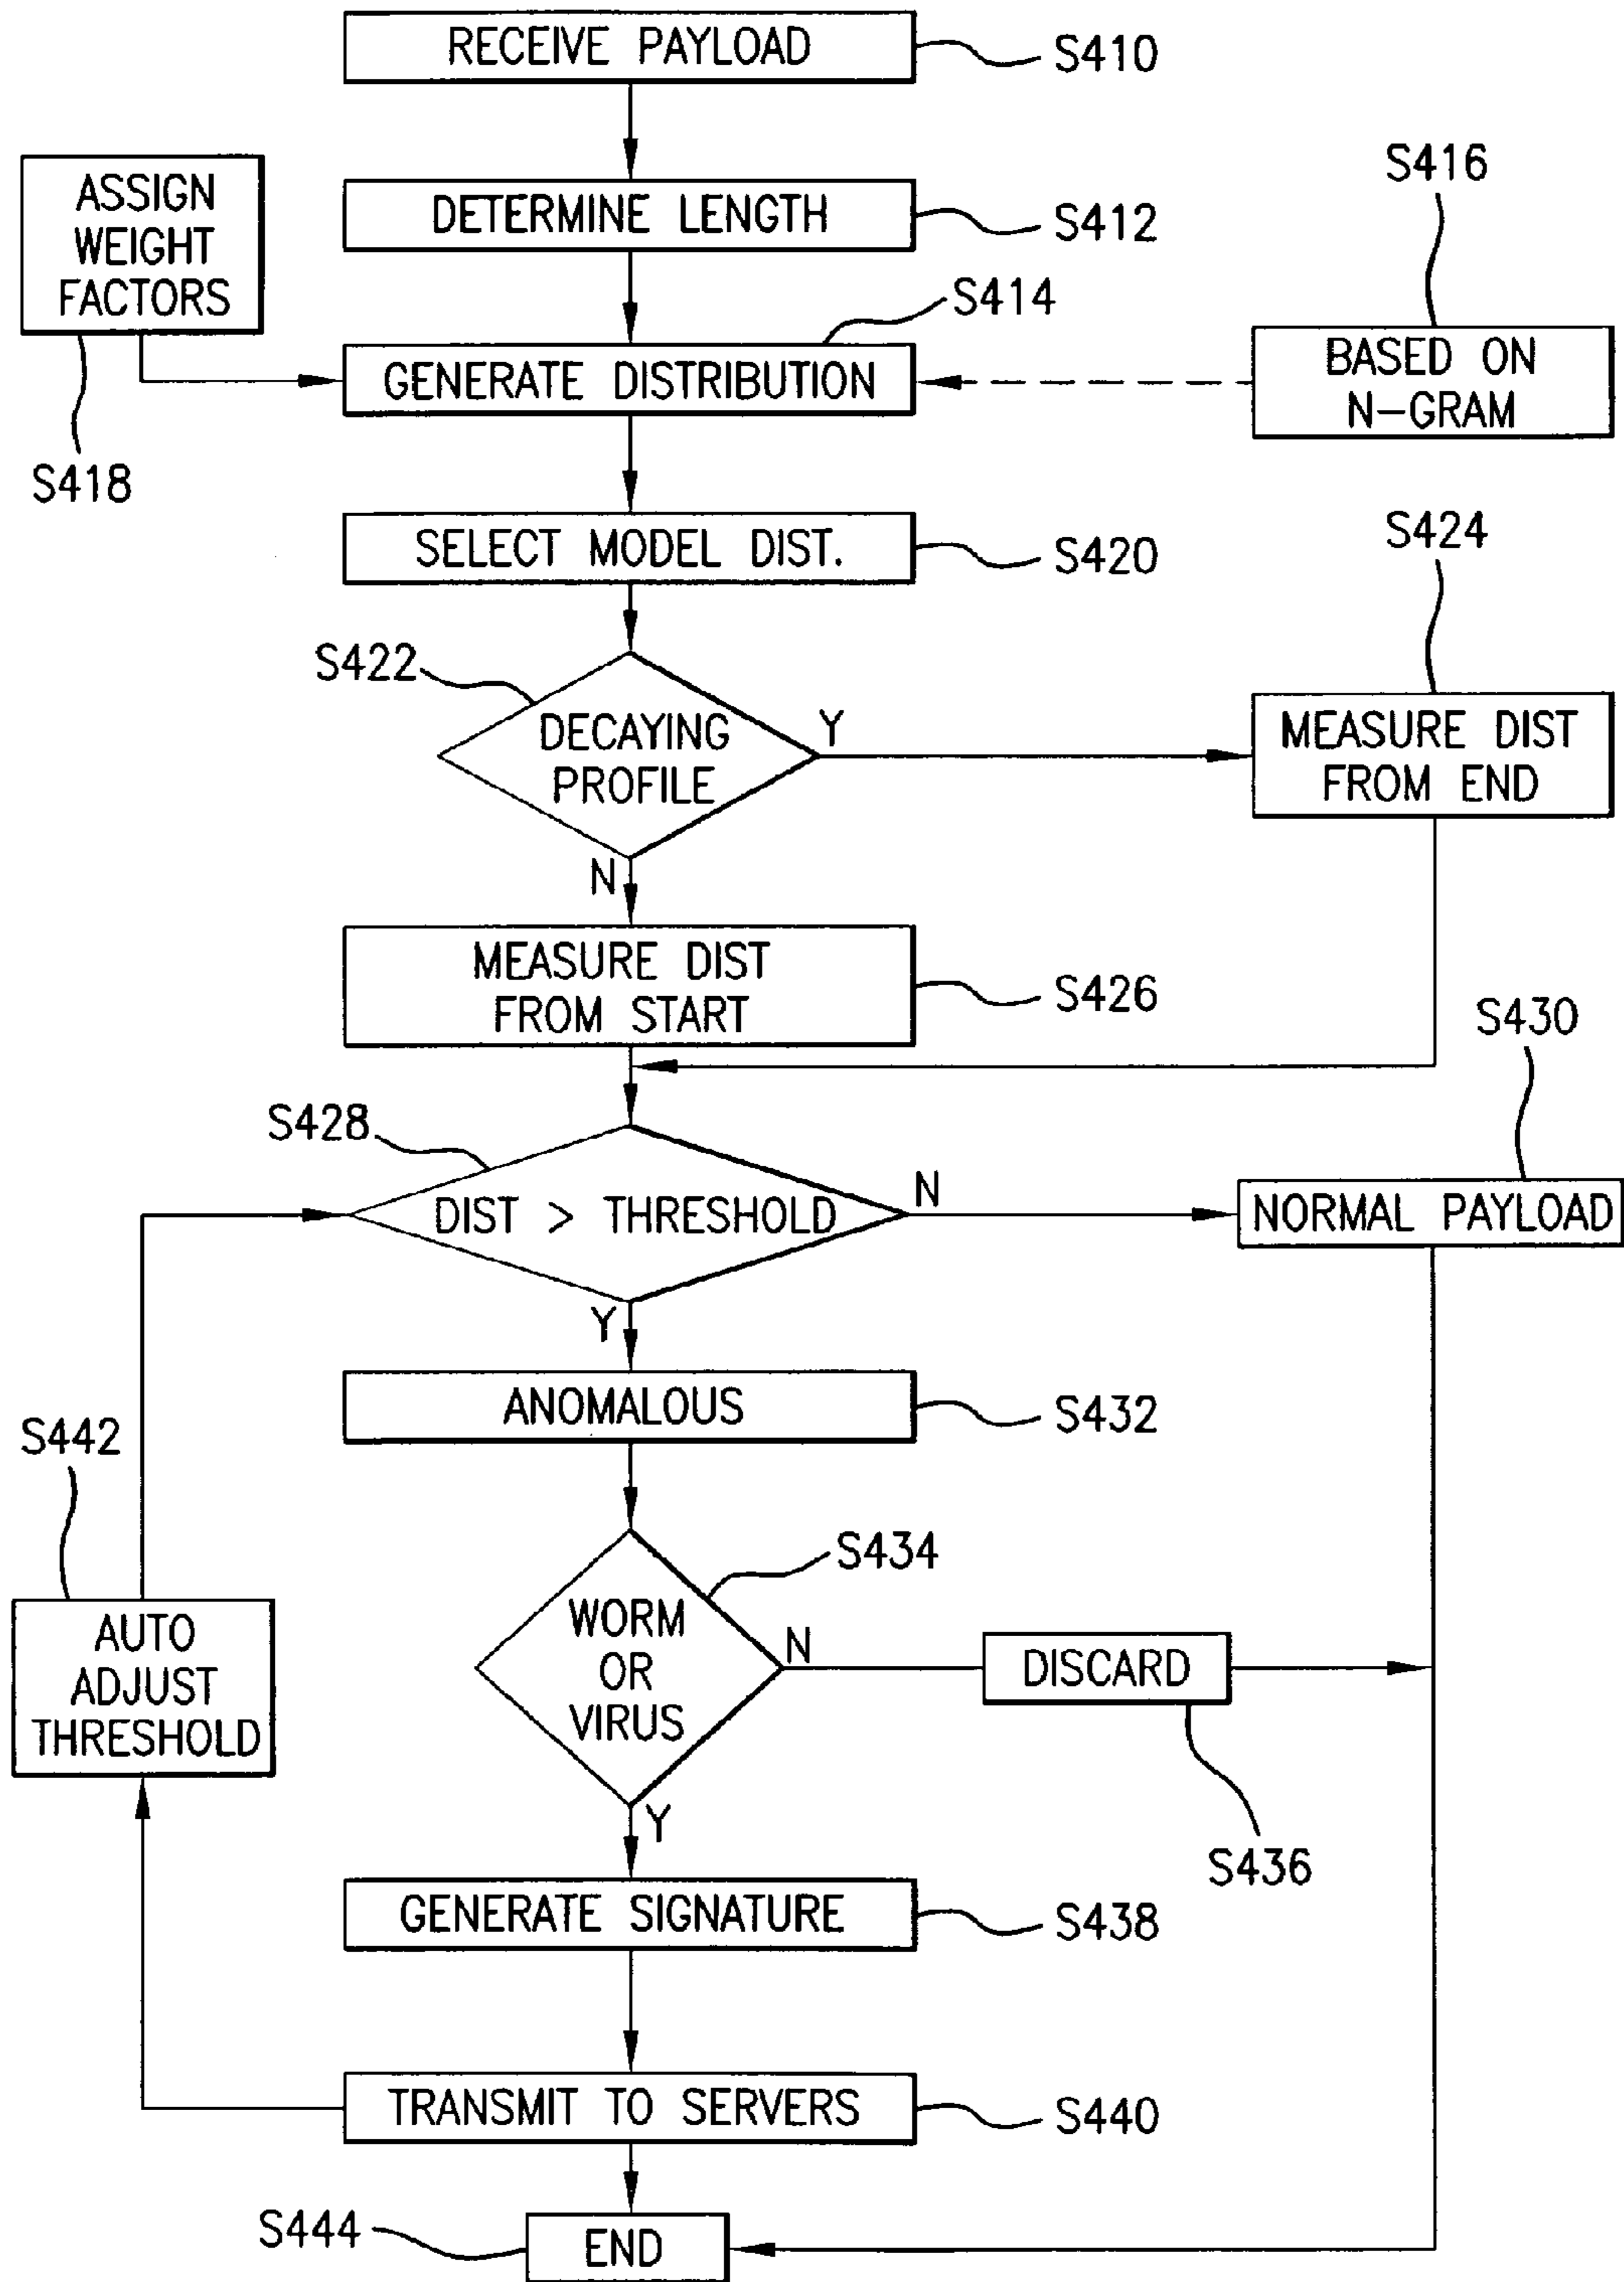 RECEIVE PAYLOAD
S410
ASSIGN
WEIGHT
FACTORS
S418
DETERMINE LENGTH
S412
S416
S414
GENERATE DISTRIBUTION
BASED ON
N-GRAM
SELECT MODEL DIST.
S420
S424
S422
DECAYING
PROFILE
Y
N
MEASURE DIST
FROM END
MEASURE DIST
FROM START
S426
S430
S428
DIST > THRESHOLD
N
Y
NORMAL PAYLOAD
ANOMALOUS
S432
S442
AUTO
ADJUST
THRESHOLD
S434
WORM
OR
VIRUS
N
Y
DISCARD
S436
GENERATE SIGNATURE
S438
TRANSMIT TO SERVERS
S440
S444
END